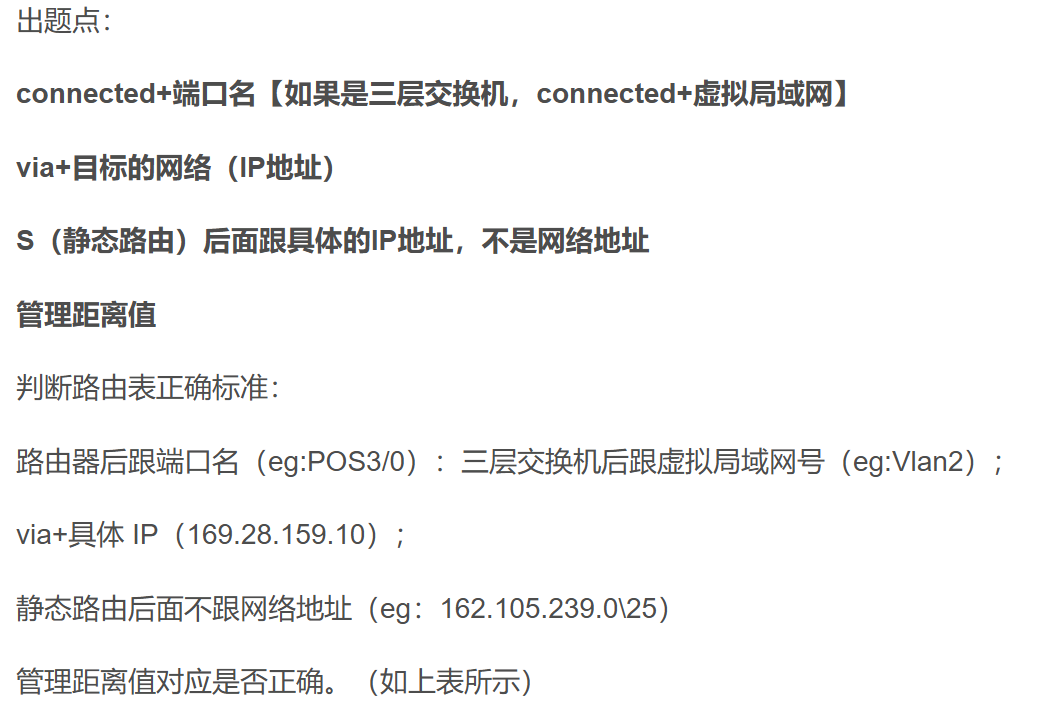 出题点：
connected+端口名【如果是三层交换机，connected+虚拟局域网】
via+目标的网络（IP地址）
S（静态路由）后面跟具体的IP地址，不是网络地址
管理距离值
判断路由表正确标准：
路由器后跟端口名（eg:POS3/0）：三层交换机后跟虚拟局域网号（eg:Vlan2）；
via+具体 IP（169.28.159.10）；
静态路由后面不跟网络地址（eg：162.105.239.0\25）
管理距离值对应是否正确。（如上表所示）